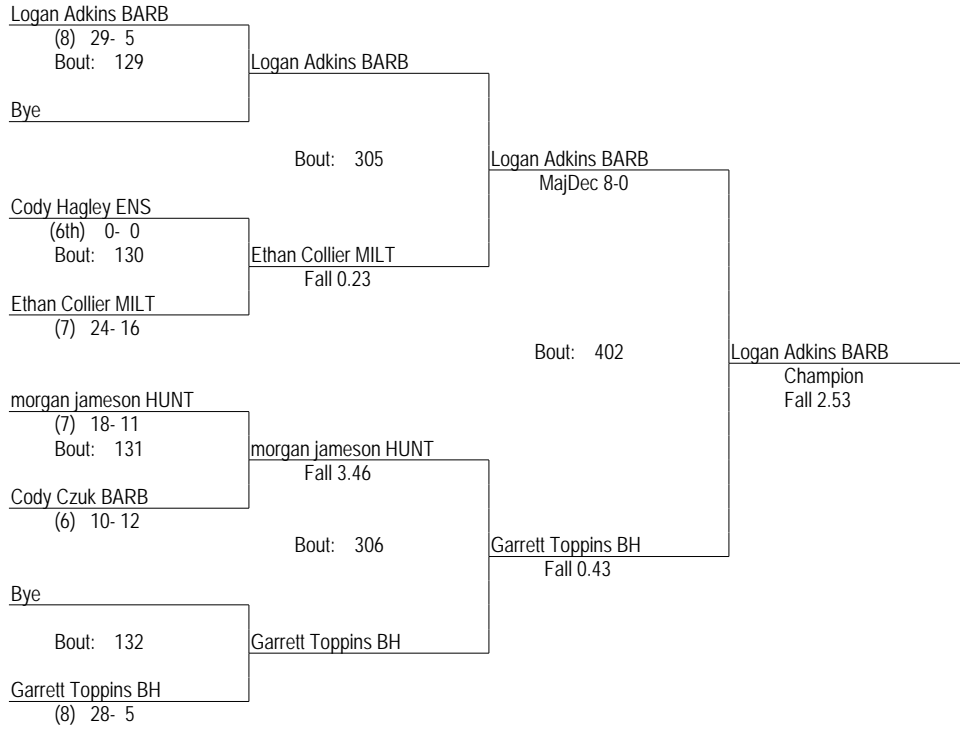 Logan Adkins BARB
(8) 29- 5
Bout: 129
Logan Adkins BARB
Bye
Bout: 305
Logan Adkins BARB
MajDec 8-0
Cody Hagley ENS
(6th) 0- 0
Bout: 130
Ethan Collier MILT
Fall 0.23
Ethan Collier MILT
(7) 24- 16
Bout: 402
Logan Adkins BARB
Champion
Fall 2.53
morgan jameson HUNT
(7) 18- 11
Bout: 131
morgan jameson HUNT
Fall 3.46
Cody Czuk BARB
(6) 10- 12
Bout: 306
Garrett Toppins BH
Fall 0.43
Bye
Bout: 132
Garrett Toppins BH
Garrett Toppins BH
(8) 28- 5